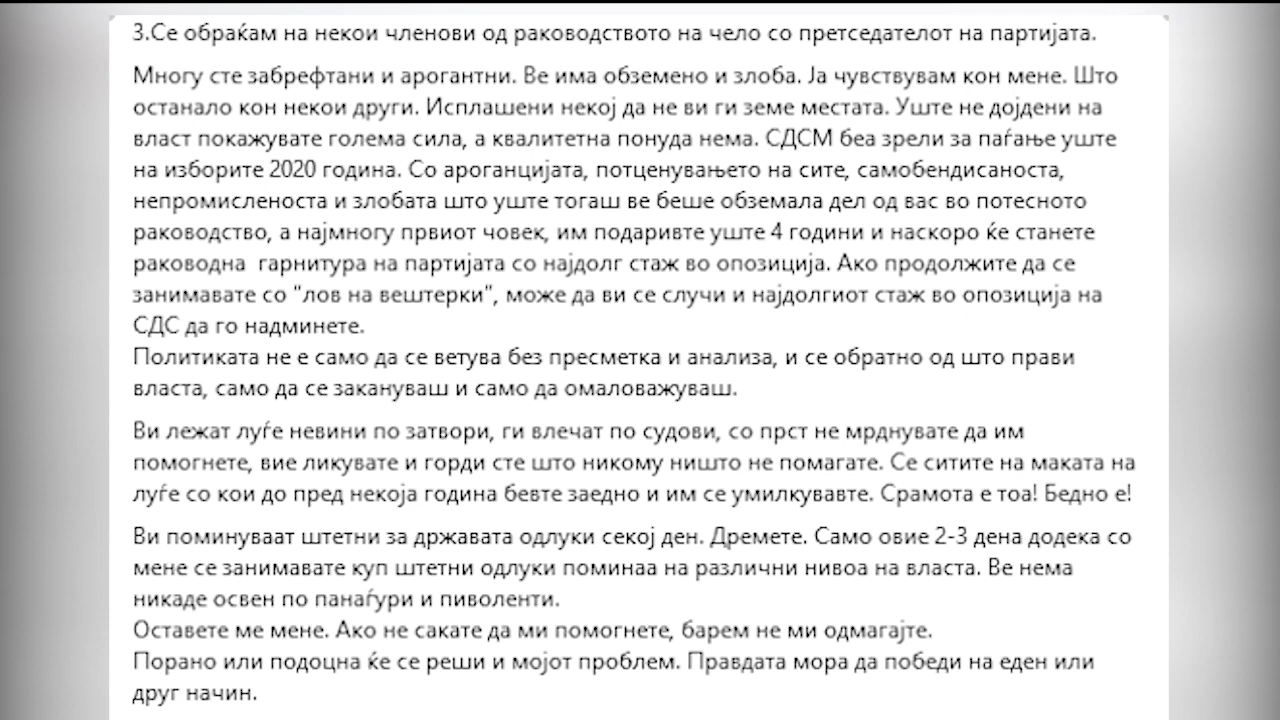 3.Се обраќам на некои членови од раководството на чело со претседателот на партијата.
Многу сте забрефтани и арогантни. Ве има обземено и злоба. Ја чувствувам кон мене. Што
останало кон некои други. Исплашени некој да не ви ги земе местата. Уште не дојдени на
власт покажувате голема сила, а квалитетна понуда нема. СДСМ беа зрели за паѓање уште
на изборите 2020 година. Со ароганцијата, потценувањето на сите, самобендисаноста,
непромисленоста и злобата што уште тогаш ве беше обземала дел од вас во потесното
раководство, а најмногу првиот човек, им подаривте уште 4 години и наскоро ќе станете
раководна  гарнитура на партијата со најдолг стаж во опозиција. Ако продолжите да се
занимавате со "лов на вештерки", може да ви се случи и најдолгиот стаж во опозиција на
СДС да го надминете.
Политиката не е само да се ветува без пресметка и анализа, и се обратно од што прави
власта, само да се закануваш и само да омаловажуваш.
Ви лежат луѓе невини по затвори, ги влечат по судови, со прст не мрднувате да им
помогнете, вие ликувате и горди сте што никому ништо не помагате. Се ситите на маката на
луѓе со кои до пред некоја година бевте заедно и им се умилкувавте. Срамота е тоа! Бедно е!
Ви поминуваат штетни за државата одлуки секој ден. Дремете. Само овие 2-3 дена додека со
мене се занимавате куп штетни одлуки поминаа на различни нивоа на власта. Ве нема
никаде освен по панаѓури и пиволенти.
Оставете ме мене. Ако не сакате да ми помогнете, барем не ми одмагајте.
Порано или подоцна ќе се реши и мојот проблем. Правдата мора да победи на еден или
друг начин.